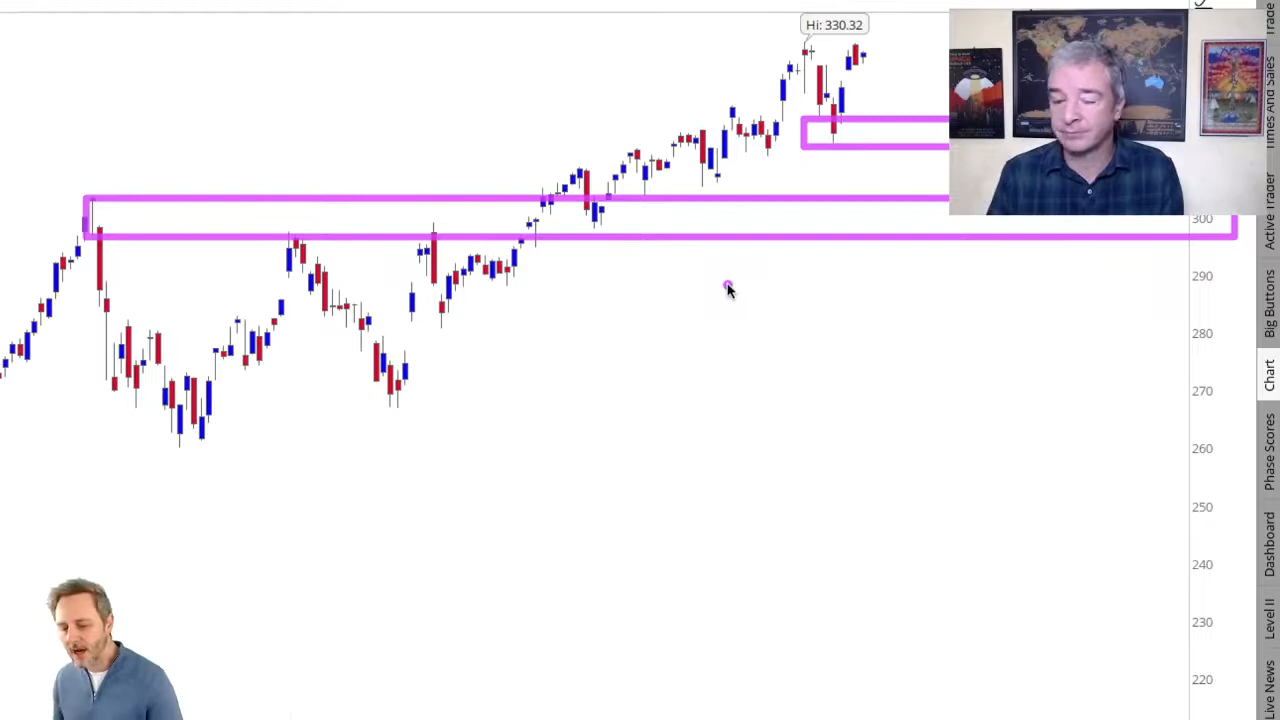 Hi: 330.32
300
290
280
270
260
250
240
230
220
Trade
Times And Sales
Active Trader
Big Buttons
Chart
Phase Scores
Dashboard
Level II
Live News